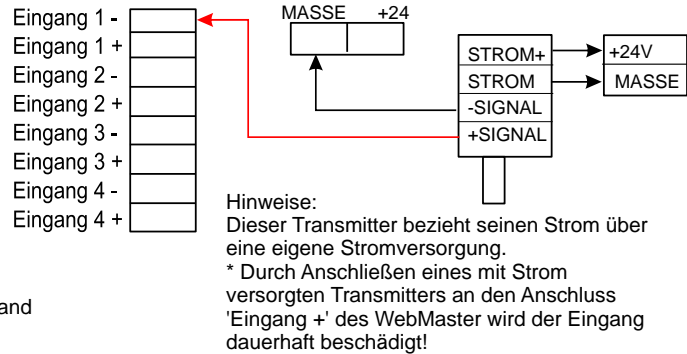 Eingang 1 -
Eingang 1 +
Eingang 2 -
Eingang 2 +
Eingang 3 -
Eingang 3 +
Eingang 4 -
Eingang 4 +
MASSE +24
STROM+
STROM
-SIGNAL
+SIGNAL
+24V
MASSE
Hinweise:
Dieser Transmitter bezieht seinen Strom über
eine eigene Stromversorgung.
* Durch Anschließen eines mit Strom
versorgten Transmitters an den Anschluss
'Eingang +' des WebMaster wird der Eingang
dauerhaft beschädigt!
and